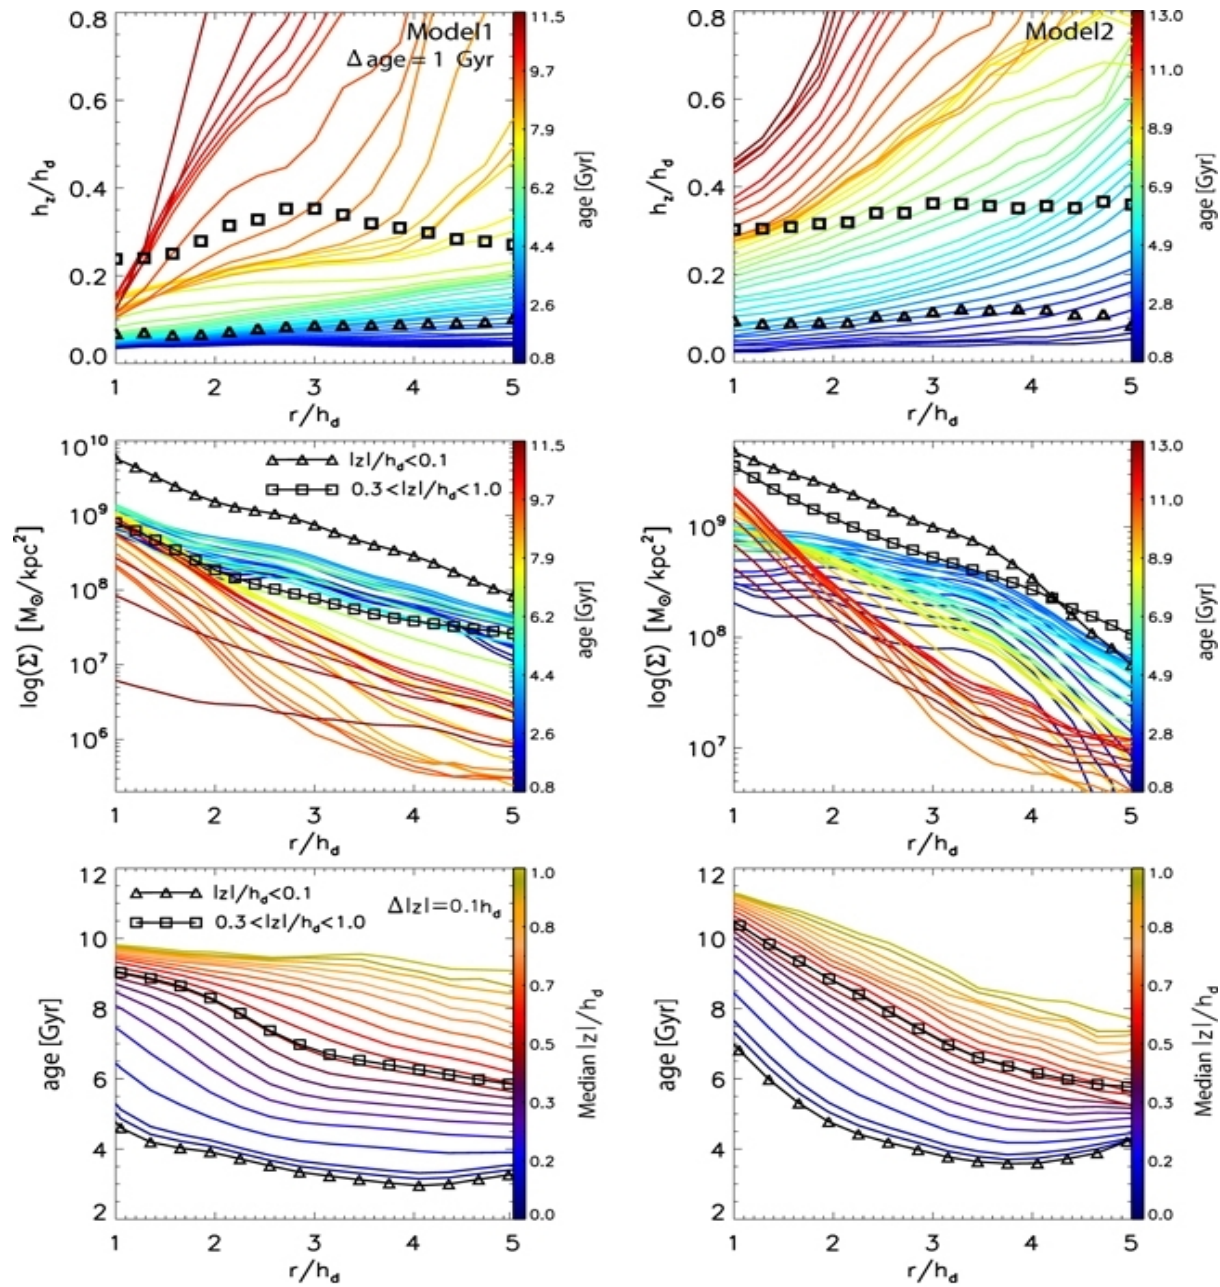 Model1
Δ age = 1 Gyr
0.8
0.6
0.4
0.2
0.0
h_z/h_d
1 2 3 4 5
r/h_d
11.5
9.7
7.9
6.2
4.4
2.6
0.8
age [Gyr]
Model2
0.8
0.6
0.4
0.2
0.0
h_z/h_d
1 2 3 4 5
r/h_d
13.0
11.0
8.9
6.9
4.9
2.8
0.8
age [Gyr]
|z|/h_d<0.1
0.3<|z|/h_d<1.0
10^10
10^9
10^8
10^7
10^6
log(Σ) [M_⊙/kpc^2]
1 2 3 4 5
r/h_d
11.5
9.7
7.9
6.2
4.4
2.6
0.8
age [Gyr]
10^9
10^8
10^7
log(Σ) [M_⊙/kpc^2]
1 2 3 4 5
r/h_d
13.0
11.0
8.9
6.9
4.9
2.8
0.8
age [Gyr]
|z|/h_d<0.1
0.3<|z|/h_d<1.0
Δ|z|=0.1h_d
12
10
8
6
4
2
age [Gyr]
1 2 3 4 5
r/h_d
1.0
0.8
0.7
0.5
0.3
0.2
0.0
Median |z|/h_d
12
10
8
6
4
2
age [Gyr]
1 2 3 4 5
r/h_d
1.0
0.8
0.7
0.5
0.3
0.2
0.0
Median |z|/h_d